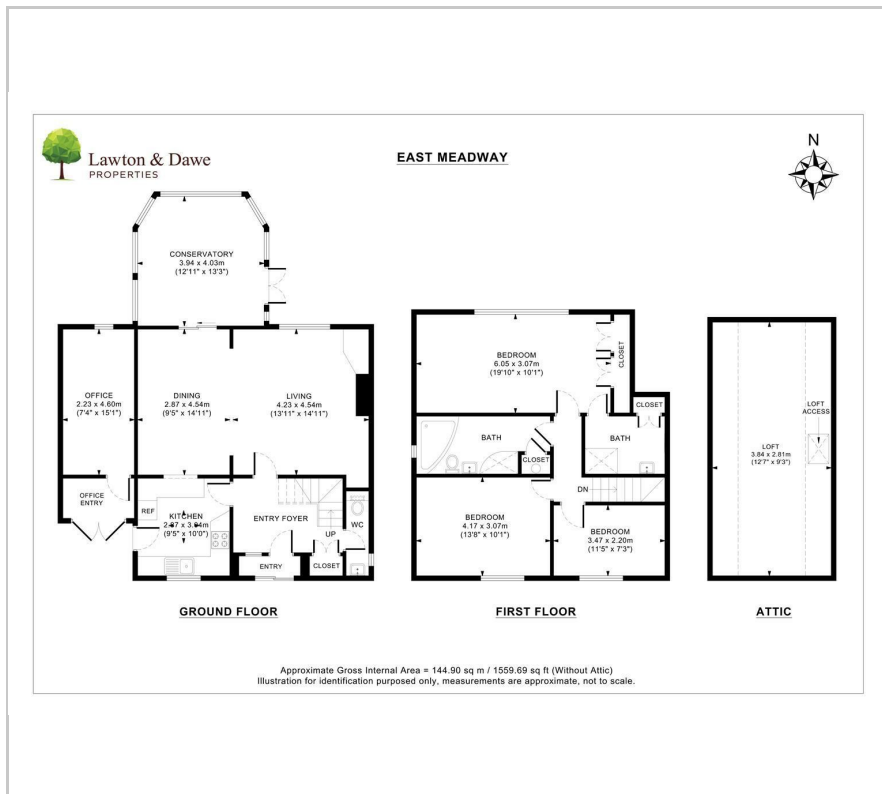 Lawton & Dawe
PROPERTIES
EAST MEADWAY
N
CONSERVATORY
3.94 x 4.03m
(12'11" x 13'3")
OFFICE
2.23 x 4.60m
(7'4" x 15'1")
DINING
2.87 x 4.54m
(9'5" x 14'11")
LIVING
4.23 x 4.54m
(13'11" x 14'11")
OFFICE
ENTRY
REF
KITCHEN
2.87 x 3.04m
(9'5" x 10'0")
ENTRY FOYER
UP
WC
ENTRY
CLOSET
GROUND FLOOR
BEDROOM
6.05 x 3.07m
(19'10" x 10'1")
CLOSET
CLOSET
BATH
CLOSET
BATH
DN
BEDROOM
4.17 x 3.07m
(13'8" x 10'1")
BEDROOM
3.47 x 2.20m
(11'5" x 7'3")
FIRST FLOOR
LOFT
ACCESS
LOFT
3.84 x 2.81m
(12'7" x 9'3")
ATTIC
Approximate Gross Internal Area = 144.90 sq m / 1559.69 sq ft (Without Attic)
Illustration for identification purposed only, measurements are approximate, not to scale.